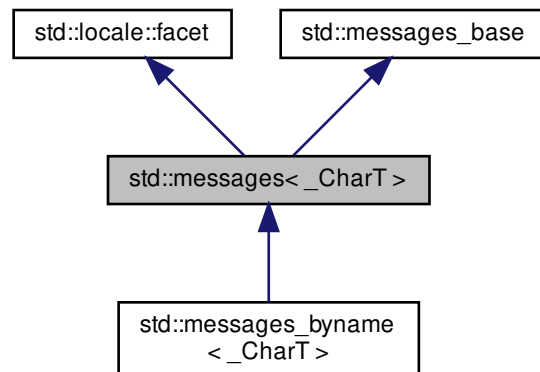 std::locale::facet
std::messages_base
std::messages< _CharT >
std::messages_byname
< _CharT >